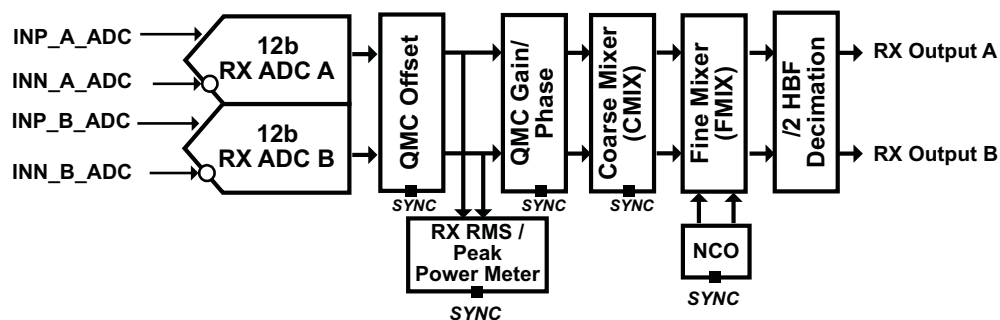 INP_A_ADC
INN_A_ADC
INP_B_ADC
INN_B_ADC
12b
RX ADC A
12b
RX ADC B
QMC Offset
SYNC
RX RMS /
Peak
Power Meter
SYNC
QMC Gain/
Phase
SYNC
Coarse Mixer
(CMIX)
SYNC
Fine Mixer
(FMIX)
NCO
SYNC
/2 HBF
Decimation
RX Output A
RX Output B